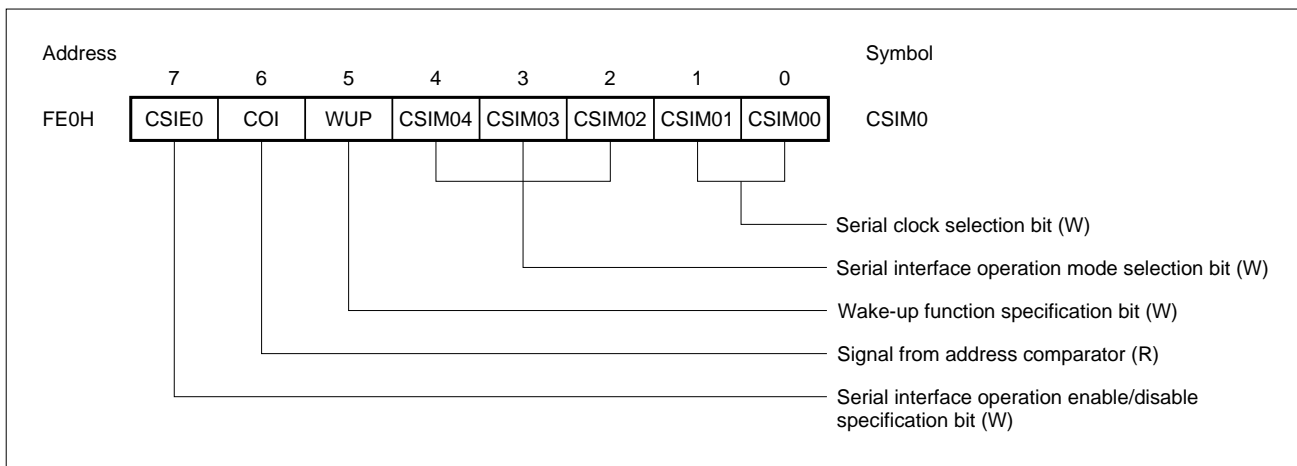 Address Symbol
7 6 5 4 3 2 1 0
FE0H CSIE0 COI WUP CSIM04 CSIM03 CSIM02 CSIM01 CSIM00 CSIM0
Serial clock selection bit (W)
Serial interface operation mode selection bit (W)
Wake-up function specification bit (W)
Signal from address comparator (R)
Serial interface operation enable/disable
specification bit (W)